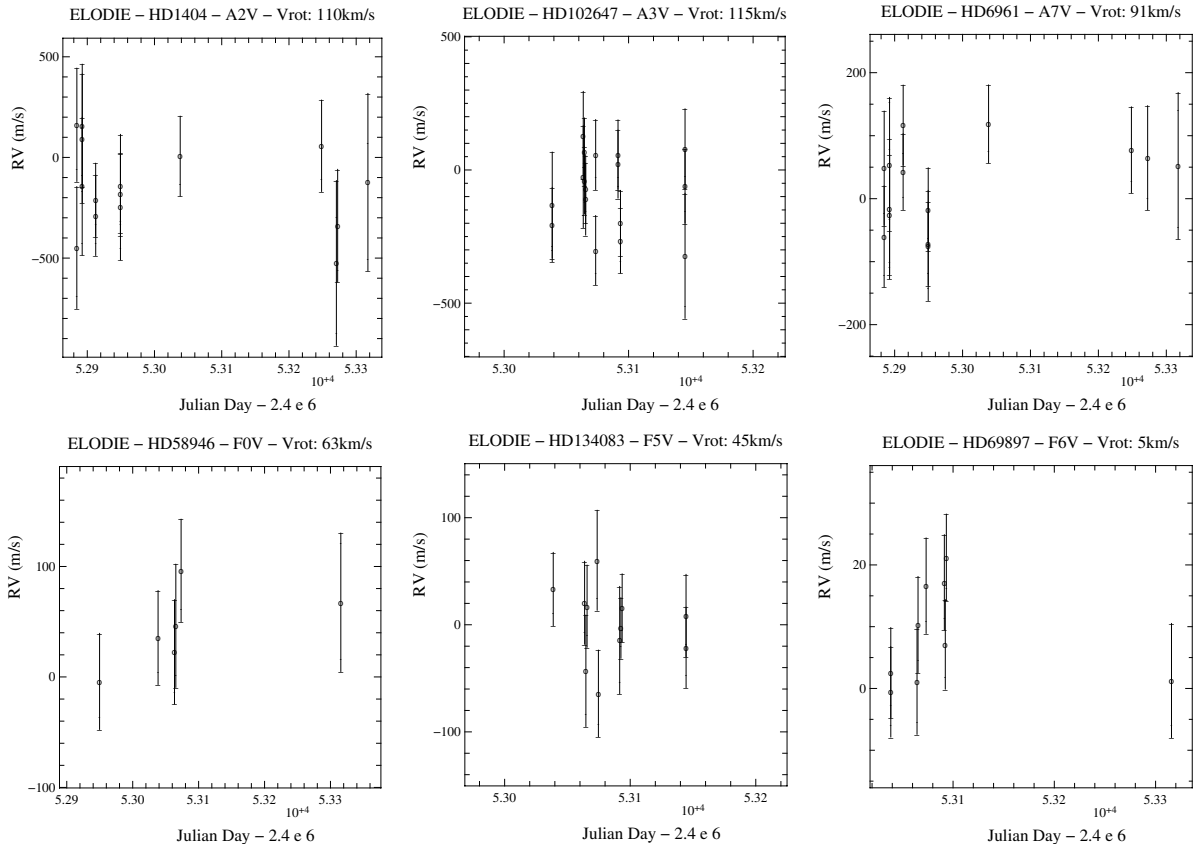 ELODIE – HD1404 – A2V – Vrot: 110km/s
RV (m/s)
500
0
−500
5.29 5.30 5.31 5.32 5.33
10+4
Julian Day – 2.4 e 6
ELODIE – HD102647 – A3V – Vrot: 115km/s
RV (m/s)
500
0
−500
5.30 5.31 5.32
10+4
Julian Day – 2.4 e 6
ELODIE – HD6961 – A7V – Vrot: 91km/s
RV (m/s)
200
0
−200
5.29 5.30 5.31 5.32 5.33
10+4
Julian Day – 2.4 e 6
ELODIE – HD58946 – F0V – Vrot: 63km/s
RV (m/s)
100
0
−100
5.29 5.30 5.31 5.32 5.33
10+4
Julian Day – 2.4 e 6
ELODIE – HD134083 – F5V – Vrot: 45km/s
RV (m/s)
100
0
−100
5.30 5.31 5.32
10+4
Julian Day – 2.4 e 6
ELODIE – HD69897 – F6V – Vrot: 5km/s
RV (m/s)
20
0
5.31 5.32 5.33
10+4
Julian Day – 2.4 e 6